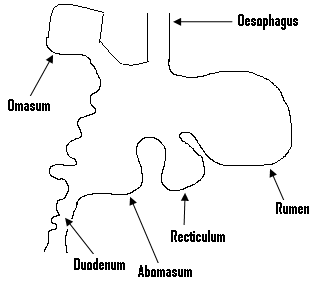 Oesophagus
Omasum
Rumen
Recticulum
Duodenum
Abomasum